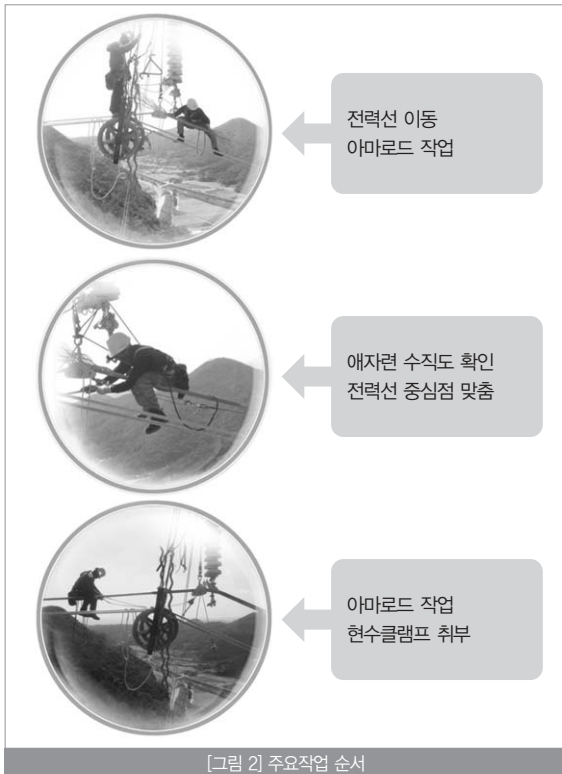 전력선 이동
아마로드 작업
애자련 수직도 확인
전력선 중심점 맞춤
아마로드 작업
현수클램프 취부
[그림 2] 주요작업 순서